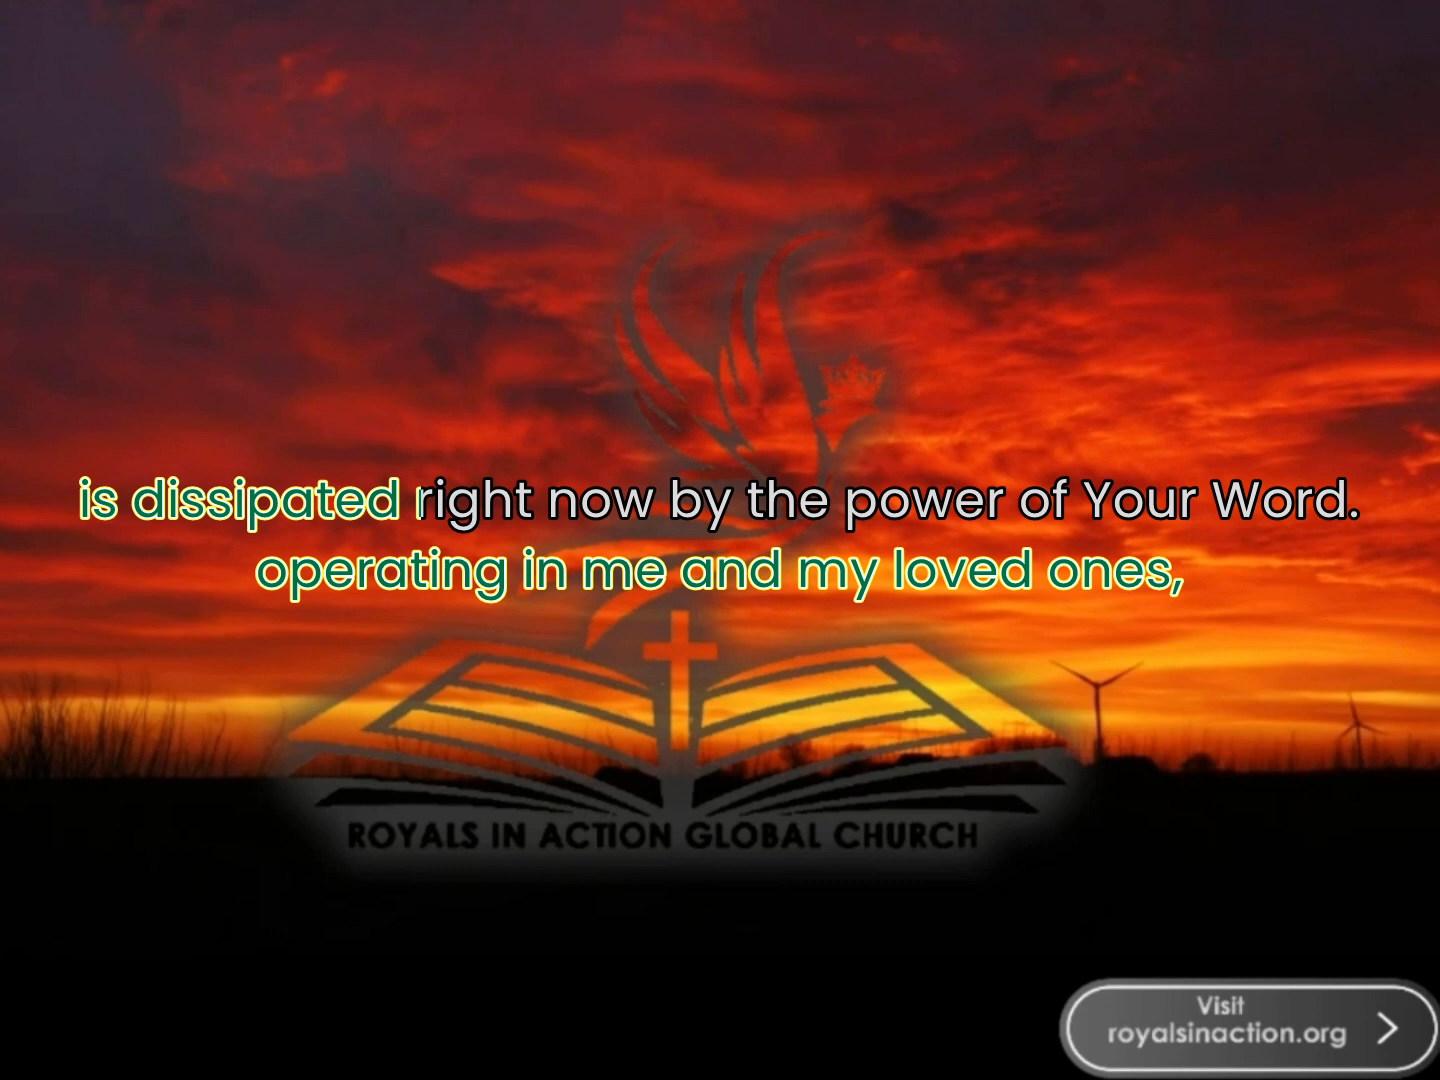 is dissipated right now by the power of Your Word.
operating in me and my loved ones,
ROYALS IN ACTION GLOBAL CHURCH
Visit
royalsinaction.org